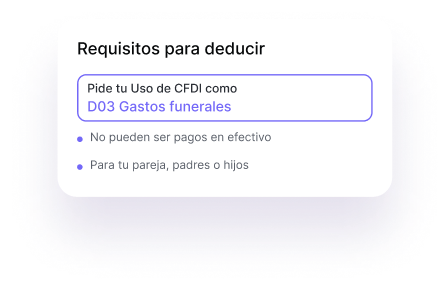 Requisitos para deducir
Pide tu Uso de CFDI como
D03 Gastos funerales
No pueden ser pagos en efectivo
Para tu pareja, padres o hijos